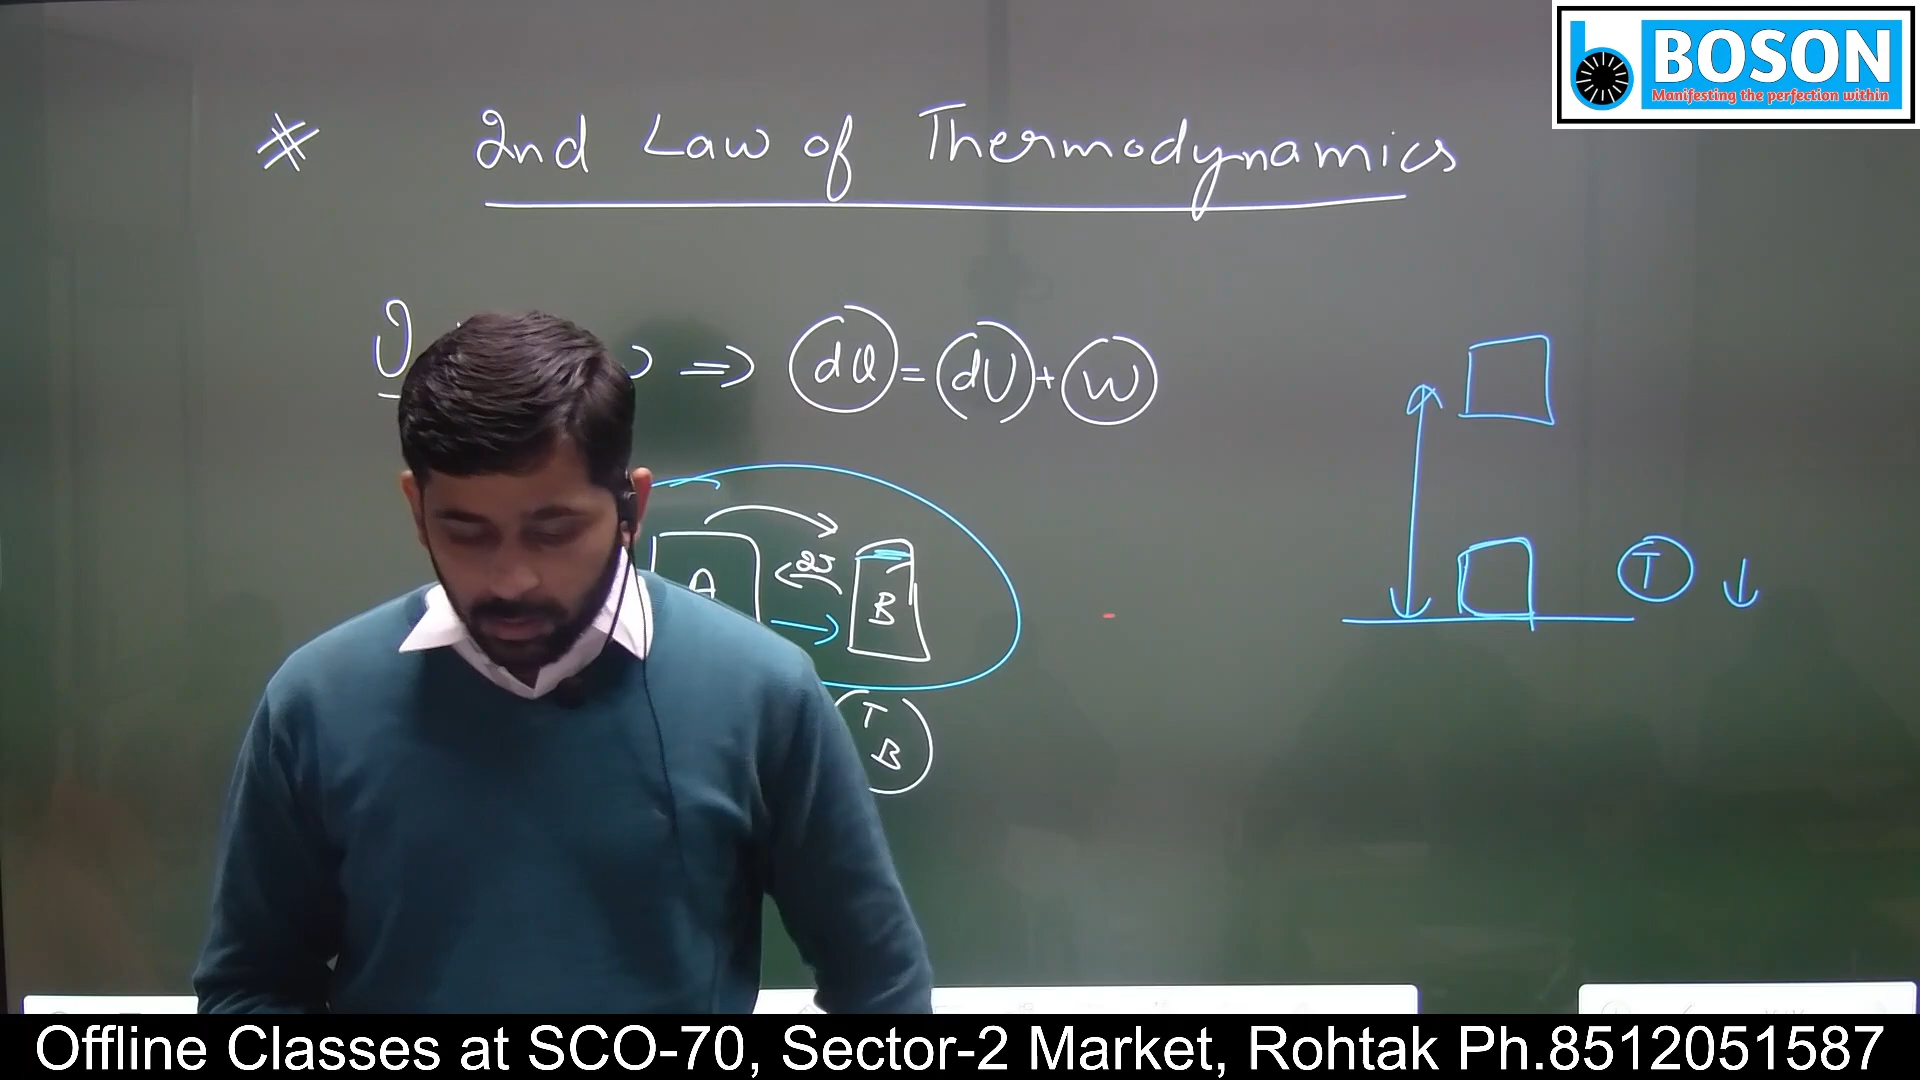 BOSON
Manifesting the perfection within
2nd Law of Thermodynamics
⇒ dQ = dU + W
A
2J
B
T
B
T ↓
Offline Classes at SCO-70, Sector-2 Market, Rohtak Ph.8512051587